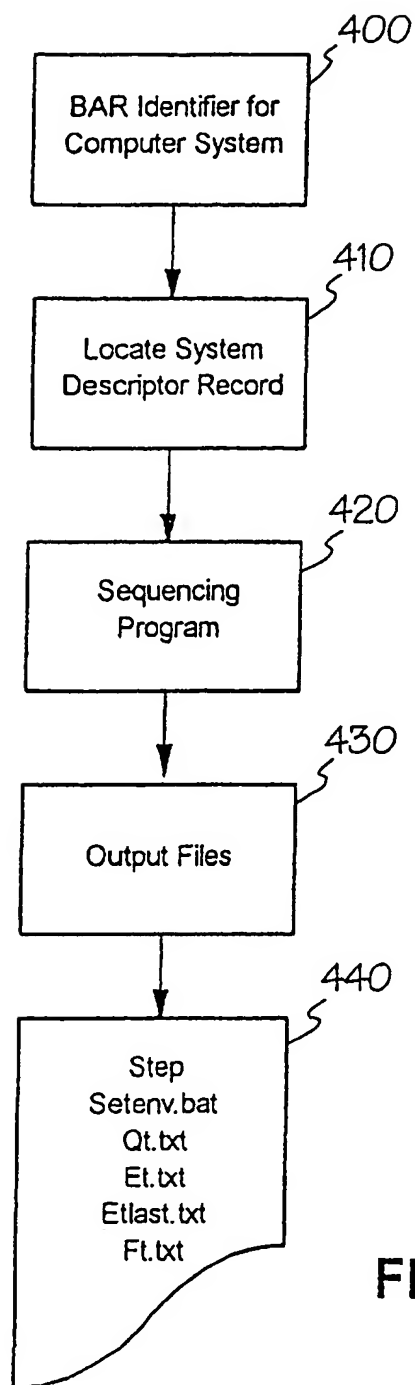 400
BAR Identifier for
Computer System
410
Locate System
Descriptor Record
420
Sequencing
Program
430
Output Files
440
Step
Setenv.bat
Qt.txt
Et.txt
Etlast.txt
Ft.txt